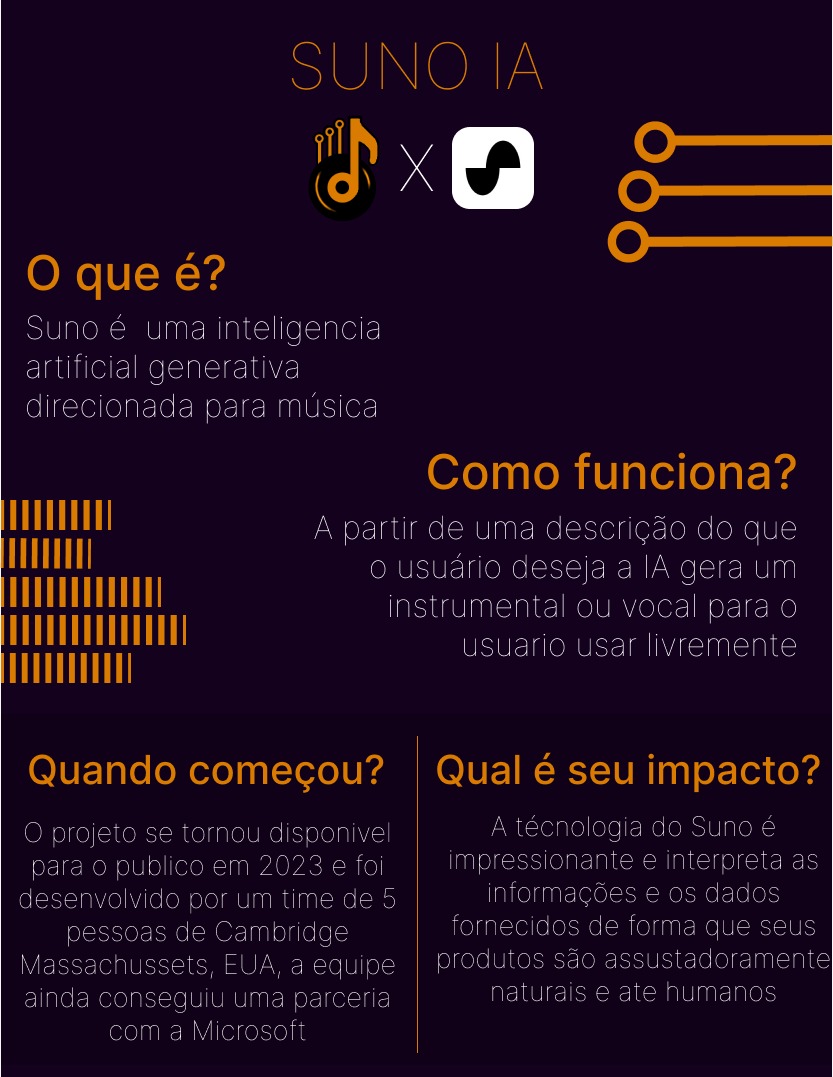 SUNO IA
X
O que é?
Suno é  uma inteligencia
artificial generativa
direcionada para música
Como funciona?
A partir de uma descrição do que
o usuário deseja a IA gera um
instrumental ou vocal para o
usuario usar livremente
Quando começou?
O projeto se tornou disponivel
para o publico em 2023 e foi
desenvolvido por um time de 5
pessoas de Cambridge
Massachussets, EUA, a equipe
ainda conseguiu uma parceria
com a Microsoft
Qual é seu impacto?
A técnologia do Suno é
impressionante e interpreta as
informações e os dados
fornecidos de forma que seus
produtos são assustadoramente
naturais e ate humanos